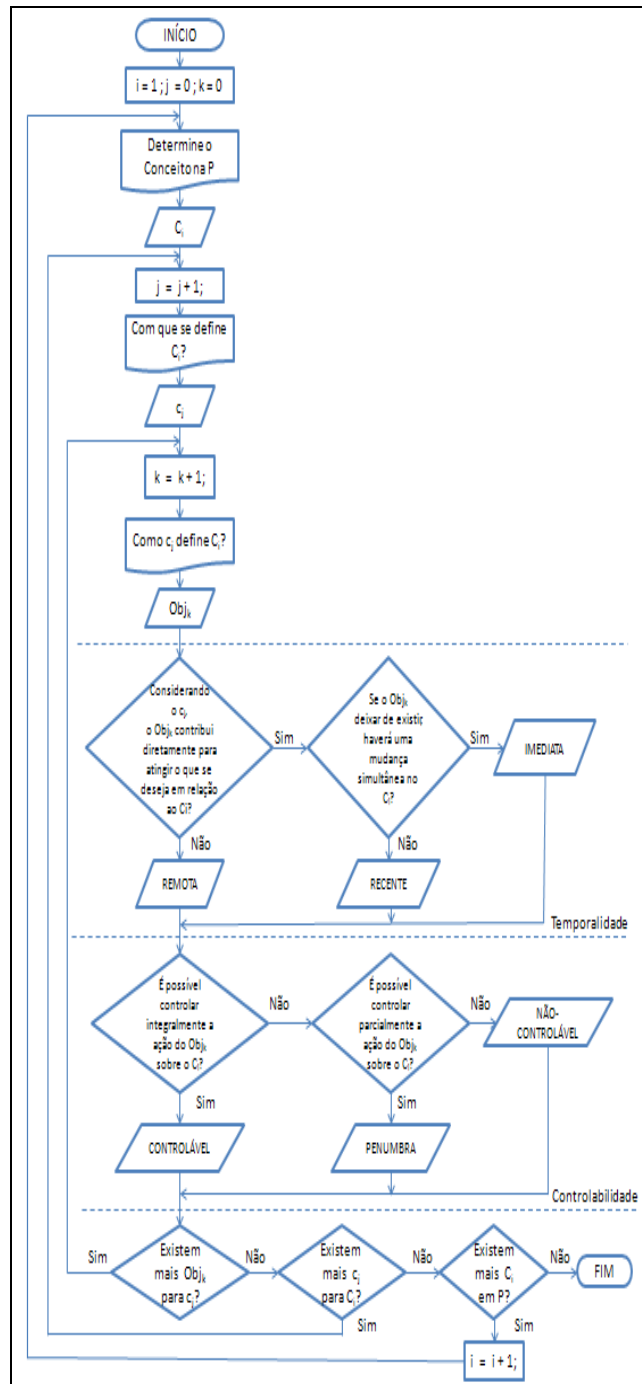 INÍCIO
i = 1 ; j = 0 ; k = 0
Determine o
Conceito na P
Cᵢ
j = j + 1;
Com que se define
Cᵢ?
cⱼ
k = k + 1;
Como cⱼ define Cᵢ?
Objₖ
Considerando
o cⱼ,
o Objₖ contribui
diretamente para
atingir o que se
deseja em relação
ao Ci?
Sim
Se o Objₖ
deixar de existir,
haverá uma
mudança
simultânea no
Cᵢ?
Sim
IMEDIATA
Não
Não
REMOTA
RECENTE
Temporalidade
É possível
controlar
integralmente a
ação do Objₖ
sobre o Cᵢ?
Não
É possível
controlar
parcialmente a
ação do Objₖ
sobre o Cᵢ?
Não
NÃO-
CONTROLÁVEL
Sim
Sim
CONTROLÁVEL
PENUMBRA
Controlabilidade
Sim
Existem
mais Objₖ
para cⱼ?
Não
Existem
mais cⱼ
para Cᵢ?
Não
Existem
mais Cᵢ
em P?
Não
FIM
Sim
Sim
i = i + 1;